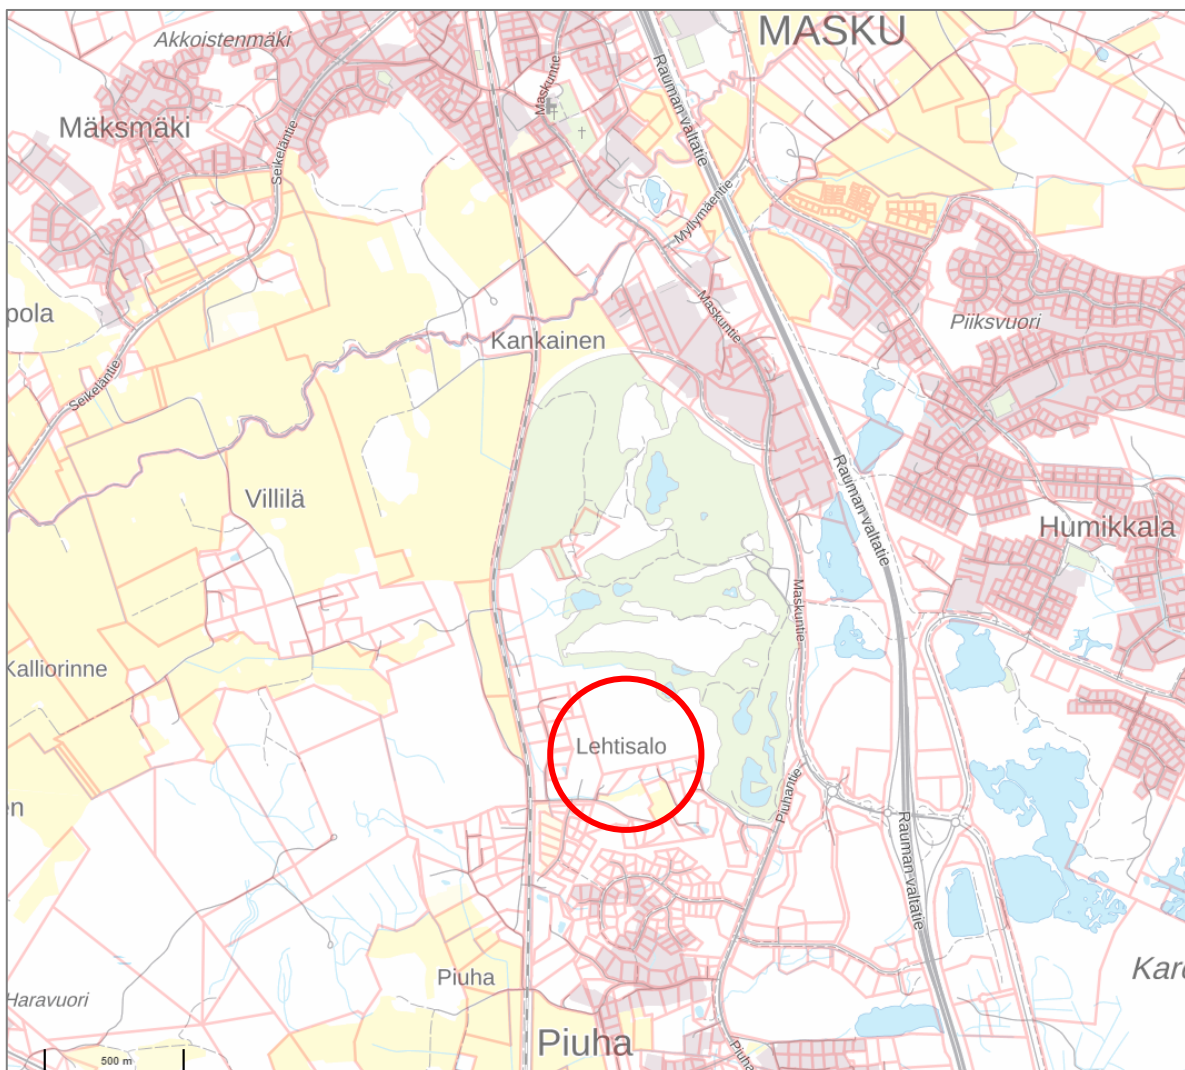 MASKU
Akkoistenmäki
Maskuntie
Rauman valtatie
Mäksmäki
Seikeläntie
Myllymäentie
pola
Maskuntie
Piiksvuori
Kankainen
Seikeläntie
Rauman valtatie
Villilä
Humikkala
Maskuntie
Kalliorinne
Lehtisalo
Piuhantie
en
Rauman valtatie
Kar
Piuha
Haravuori
Piuha
Piuha
500 m